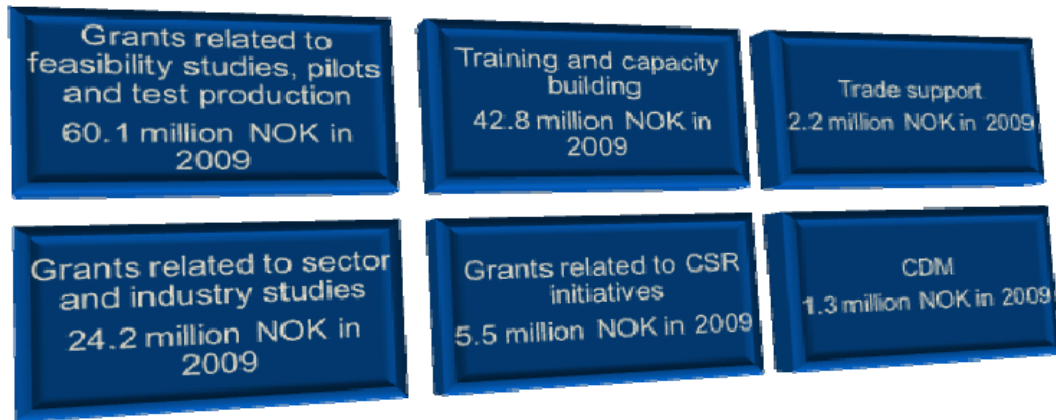 Grants related to
feasibility studies, pilots
and test production
60.1 million NOK in
2009
Training and capacity
building
42.8 million NOK in
2009
Trade support
2.2 million NOK in 2009
Grants related to sector
and industry studies
24.2 million NOK in
2009
Grants related to CSR
initiatives
5.5 million NOK in 2009
CDM
1.3 million NOK in 2009